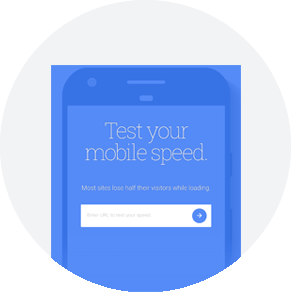 Test your
mobile speed.
Most sites lose half their visitors while loading.
Enter URL to test your speed